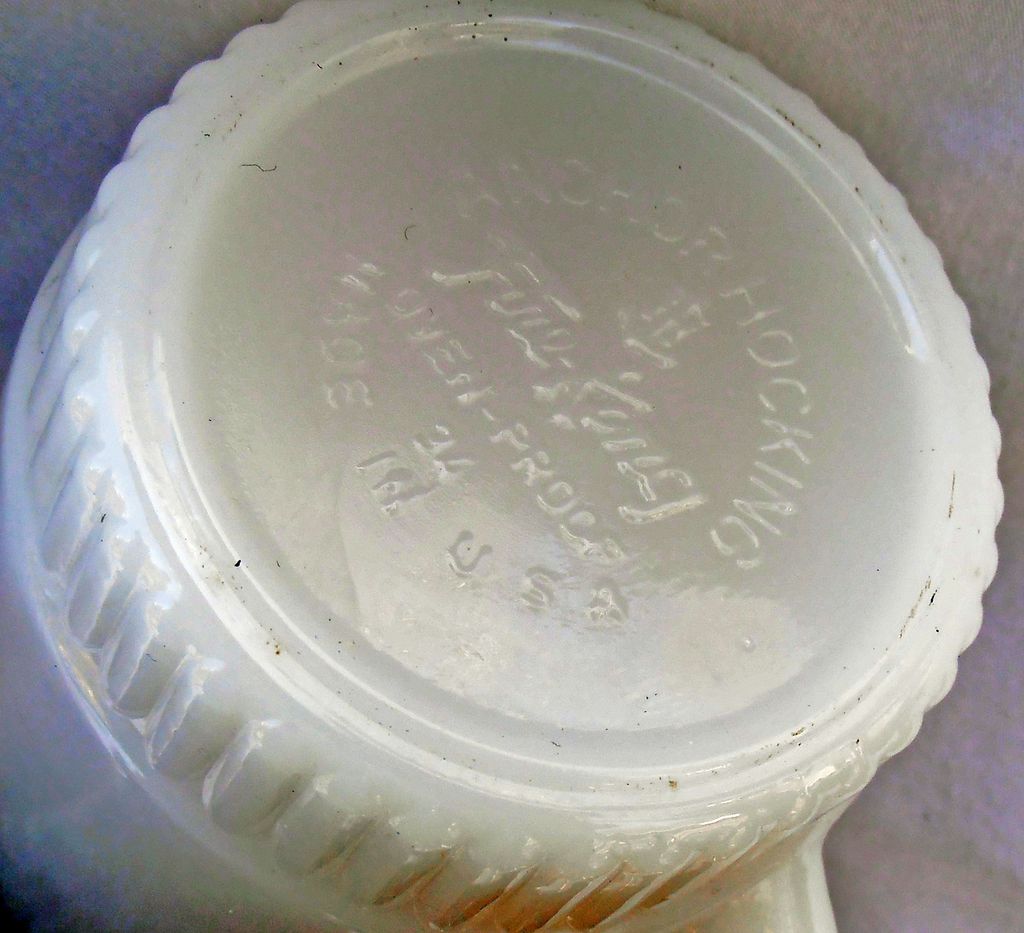 ANCHOR HOCKING
Fire-King
OVEN-PROOF
MADE IN U S A